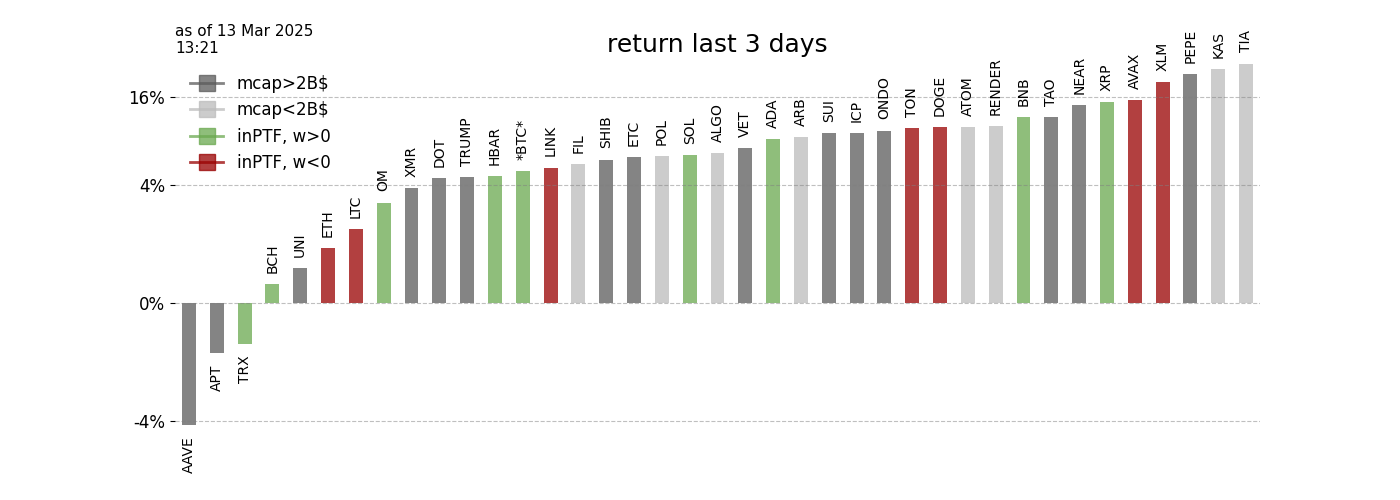 as of 13 Mar 2025
13:21
return last 3 days
mcap>2B$
mcap<2B$
inPTF, w>0
inPTF, w<0
16%
4%
0%
-4%
AAVE
APT
TRX
BCH
UNI
ETH
LTC
OM
XMR
DOT
TRUMP
HBAR
*BTC*
LINK
FIL
SHIB
ETC
POL
SOL
ALGO
VET
ADA
ARB
SUI
ICP
ONDO
TON
DOGE
ATOM
RENDER
BNB
TAO
NEAR
XRP
AVAX
XLM
PEPE
KAS
TIA